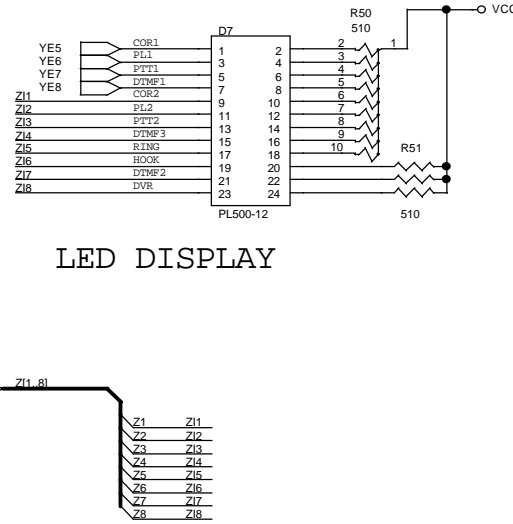 R50
VCC
510
D7
YE5 COR1 1 2 2 1
YE6 PL1 3 4 3
YE7 PTT1 5 6 4
YE8 DTMF1 7 8 5
ZI1 COR2 9 10 6
ZI2 PL2 11 12 7
ZI3 PTT2 13 14 8
ZI4 DTMF3 15 16 9
ZI5 RING 17 18 10 R51
ZI6 HOOK 19 20
ZI7 DTMF2 21 22
ZI8 DVR 23 24
PL500-12 510
LED DISPLAY
Z[1..8]
Z1 ZI1
Z2 ZI2
Z3 ZI3
Z4 ZI4
Z5 ZI5
Z6 ZI6
Z7 ZI7
Z8 ZI8